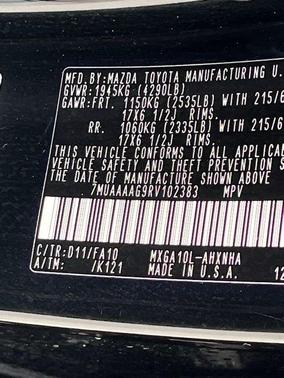 MFD.BY:MAZDA TOYOTA MANUFACTURING U.
GVWR:1945KG (4290LB)
GAWR:FRT. 1150KG (2535LB) WITH 215/6
17X6 1/2J RIMS.
RR. 1060KG (2335LB) WITH 215/6
17X6 1/2J RIMS.
THIS VEHICLE CONFORMS TO ALL APPLICAB
VEHICLE SAFETY AND THEFT PREVENTION S
THE DATE OF MANUFACTURE SHOWN ABOVE.
7MUAAAAG9RV102383 MPV
C/TR:D11/FA10 MXGA10L-AHXNHA
A/TM: /K121 MADE IN U.S.A. 12